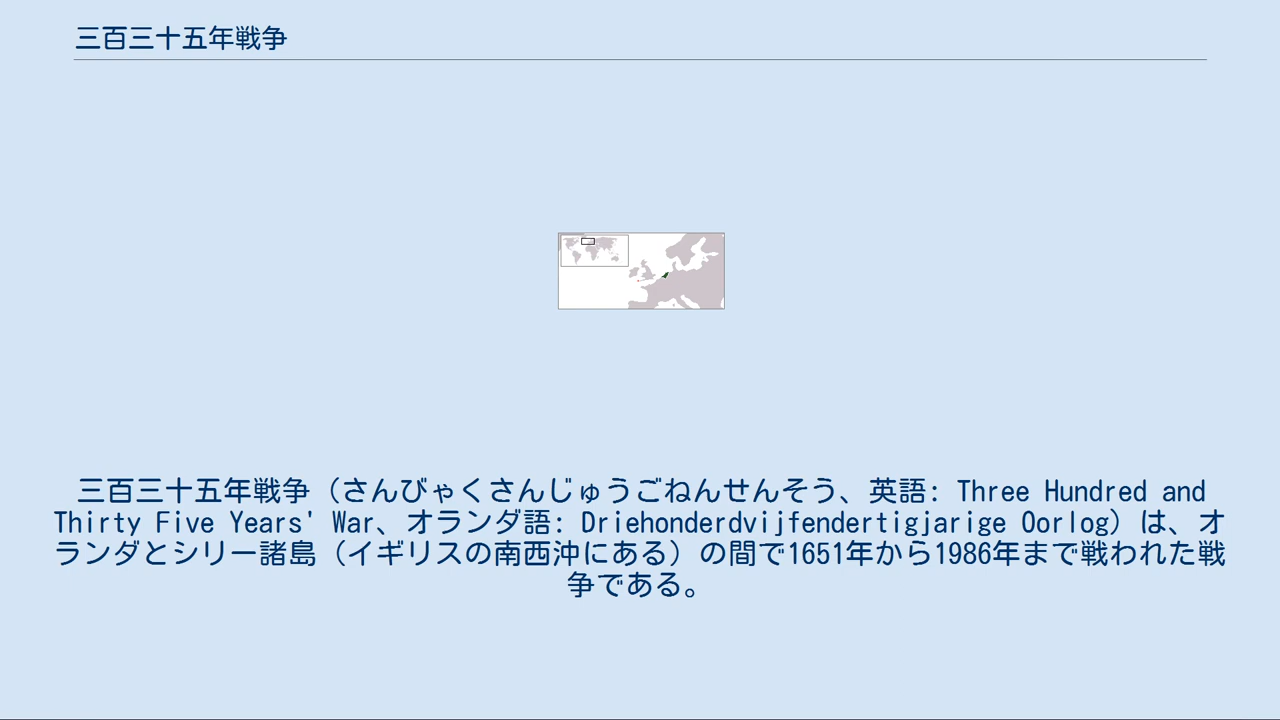 三百三十五年戦争
三百三十五年戦争（さんびゃくさんじゅうごねんせんそう、英語: Three Hundred and
Thirty Five Years' War、オランダ語: Driehonderdvijfendertigjarige Oorlog）は、オ
ランダとシリー諸島（イギリスの南西沖にある）の間で1651年から1986年まで戦われた戦
争である。